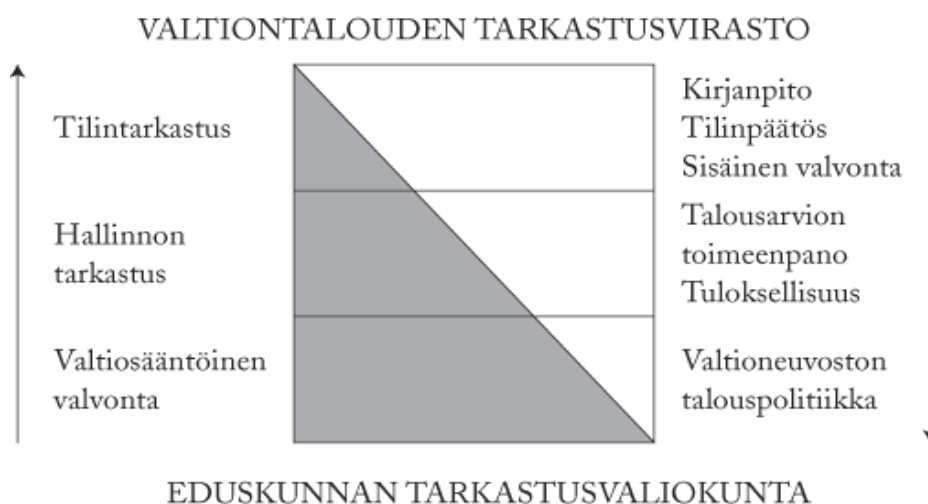 VALTIONTALOUDEN TARKASTUSVIRASTO
Tilintarkastus
Kirjanpito
Tilinpäätös
Sisäinen valvonta
Hallinnon
tarkastus
Talousarvion
toimeenpano
Tuloksellisuus
Valtiosääntöinen
valvonta
Valtioneuvoston
talouspolitiikka
EDUSKUNNAN TARKASTUSVALIOKUNTA